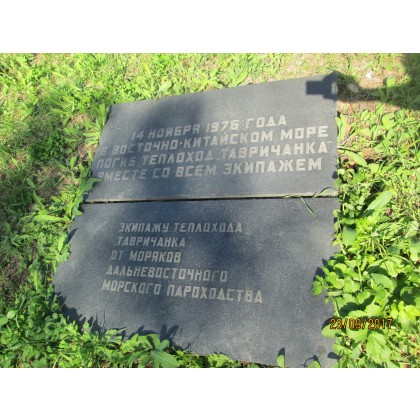 14 НОЯБРЯ 1976 ГОДА
В ВОСТОЧНО-КИТАЙСКОМ МОРЕ
ПОГИБ ТЕПЛОХОД „ТАВРИЧАНКА"
ВМЕСТЕ СО ВСЕМ ЭКИПАЖЕМ
ЭКИПАЖУ ТЕПЛОХОДА
ТАВРИЧАНКА
ОТ МОРЯКОВ
ДАЛЬНЕВОСТОЧНОГО
МОРСКОГО ПАРОХОДСТВА
23/09/2017